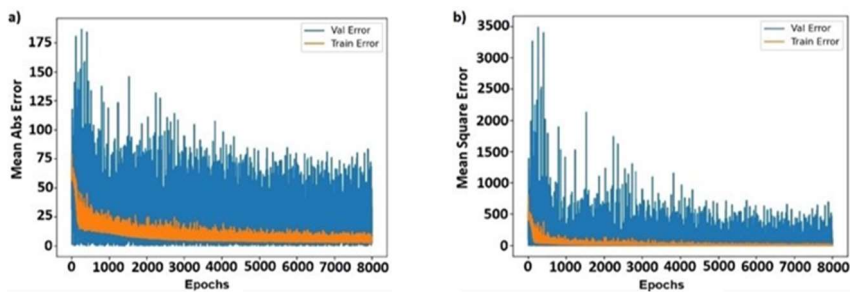 a)
Val Error
Train Error
Mean Abs Error
175
150
125
100
75
50
25
0
0 1000 2000 3000 4000 5000 6000 7000 8000
Epochs
b)
Val Error
Train Error
Mean Square Error
3500
3000
2500
2000
1500
1000
500
0
0 1000 2000 3000 4000 5000 6000 7000 8000
Epochs